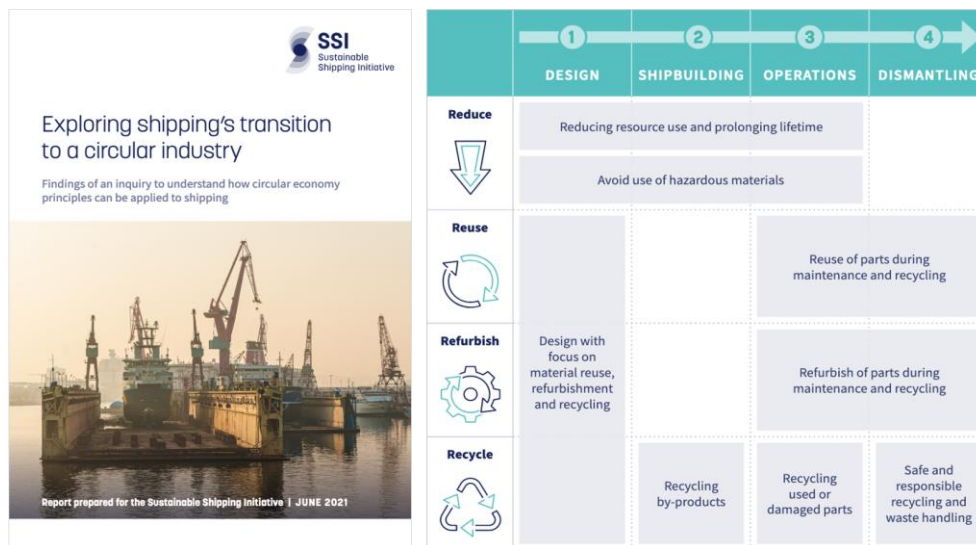 SSI
Sustainable
Shipping Initiative
Exploring shipping's transition
to a circular industry
Findings of an inquiry to understand how circular economy
principles can be applied to shipping
Report prepared for the Sustainable Shipping Initiative | JUNE 2021
1
2
3
4
DESIGN
SHIPBUILDING
OPERATIONS
DISMANTLING
Reduce
Reducing resource use and prolonging lifetime
Avoid use of hazardous materials
Reuse
Reuse of parts during
maintenance and recycling
Refurbish
Design with
focus on
material reuse,
refurbishment
and recycling
Refurbish of parts during
maintenance and recycling
Recycle
Recycling
by-products
Recycling
used or
damaged parts
Safe and
responsible
recycling and
waste handling